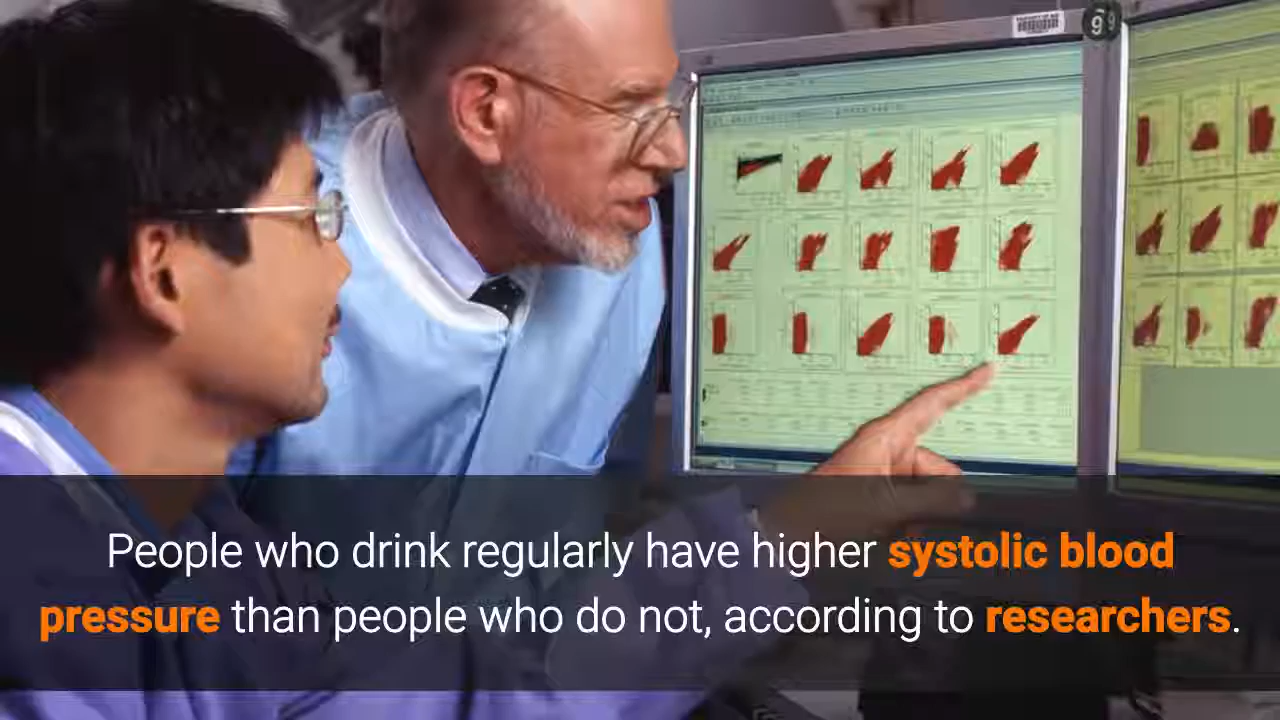 People who drink regularly have higher systolic blood
pressure than people who do not, according to researchers.